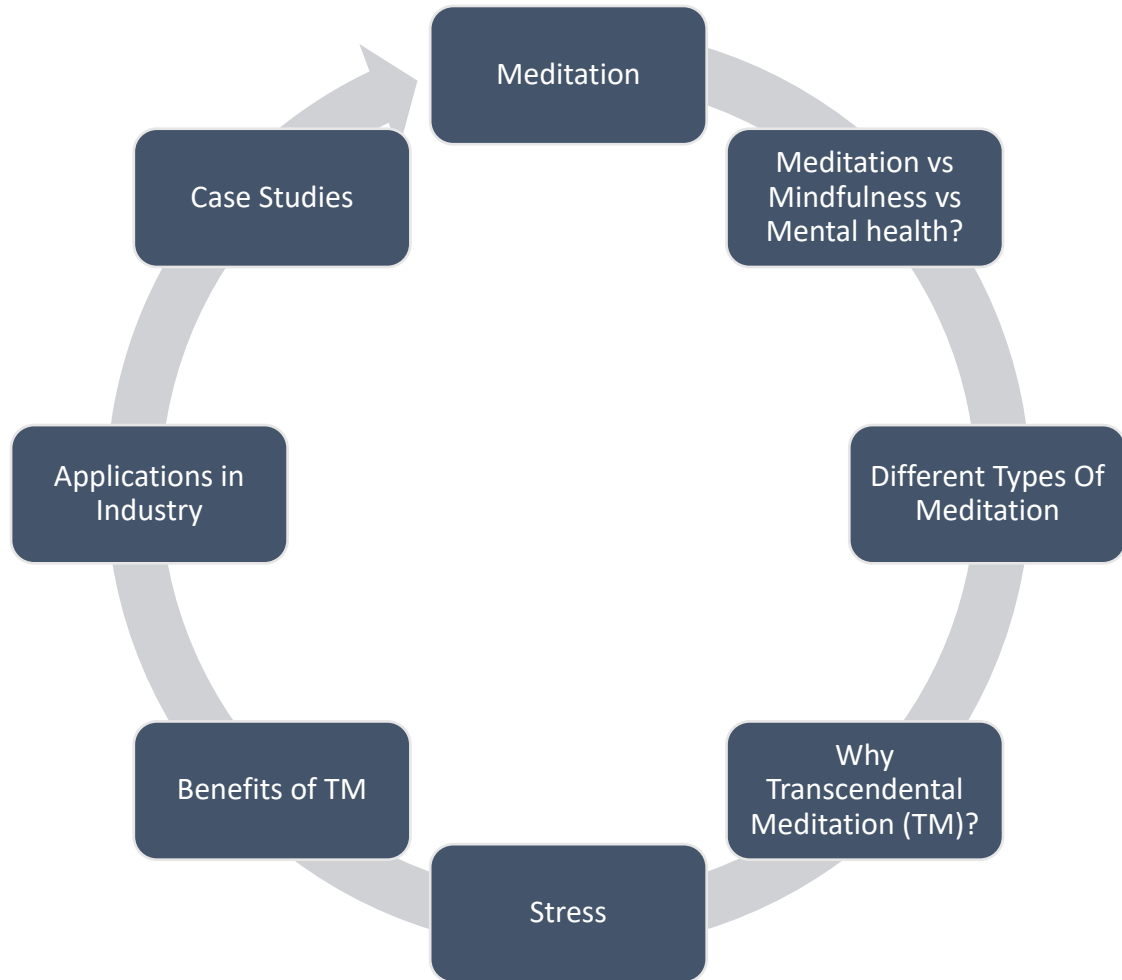 Meditation
Meditation vs
Mindfulness vs
Mental health?
Different Types Of
Meditation
Why
Transcendental
Meditation (TM)?
Stress
Benefits of TM
Applications in
Industry
Case Studies